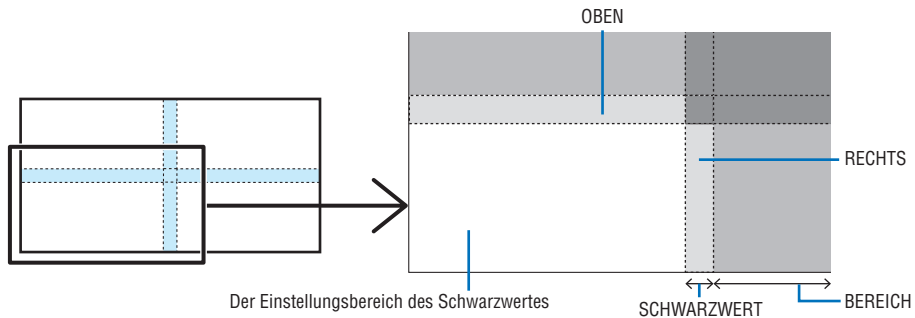 OBEN
RECHTS
Der Einstellungsbereich des Schwarzwertes
SCHWARZWERT
BEREICH